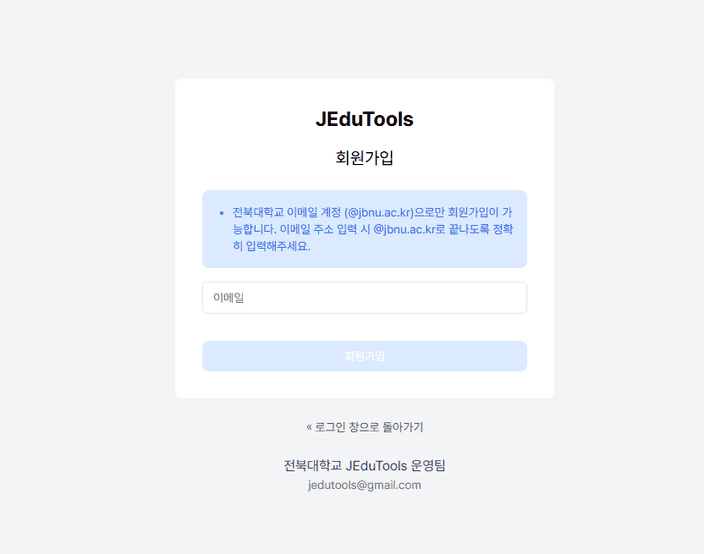 JEduTools
회원가입
• 전북대학교 이메일 계정 (@jbnu.ac.kr)으로만 회원가입이 가
능합니다. 이메일 주소 입력 시 @jbnu.ac.kr로 끝나도록 정확
히 입력해주세요.
이메일
회원가입
« 로그인 창으로 돌아가기
전북대학교 JEduTools 운영팀
jedutools@gmail.com